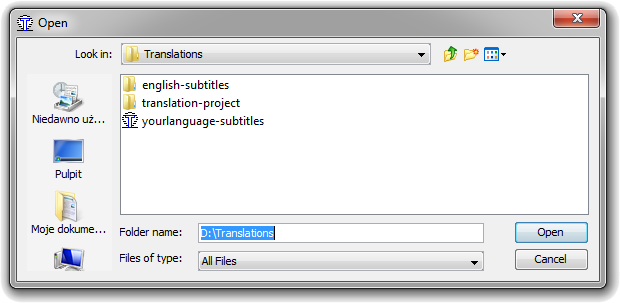 Open
Look in:
Translations
english-subtitles
translation-project
yourlanguage-subtitles
Niedawno uż...
Pulpit
Moje dokume...
Folder name:
D:\Translations
Open
Files of type:
All Files
Cancel